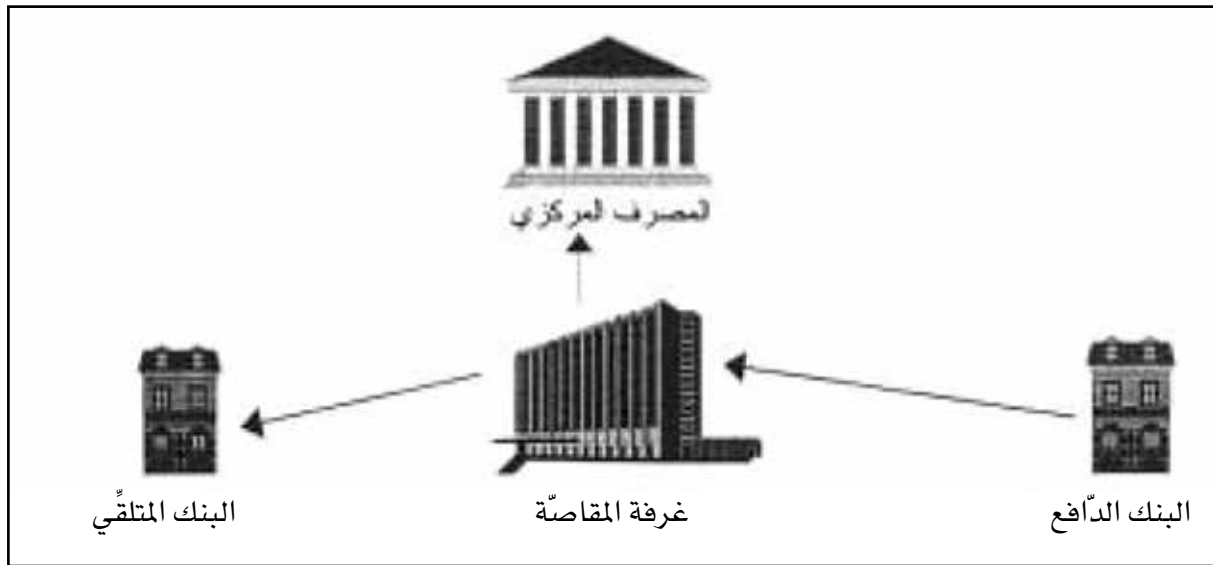 المصرف المركزي
البنك الدّافع
غرفة المقاصّة
البنك المتلقِّي